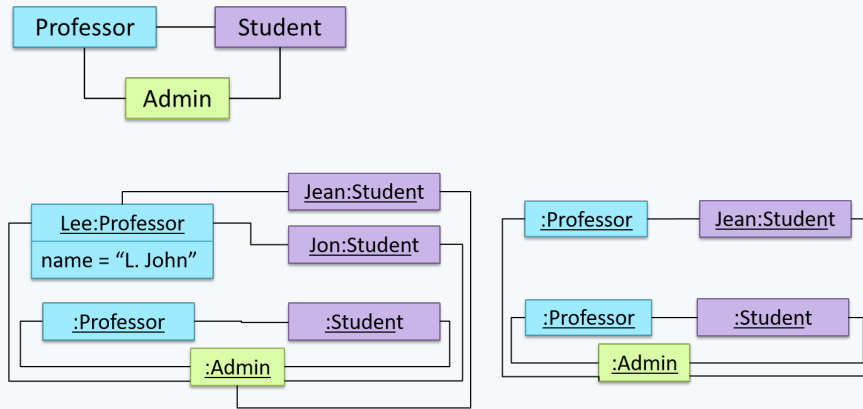 Professor
Student
Admin
Jean:Student
Lee:Professor
name = “L. John”
Jon:Student
:Professor
:Student
:Admin
:Professor
Jean:Student
:Professor
:Student
:Admin